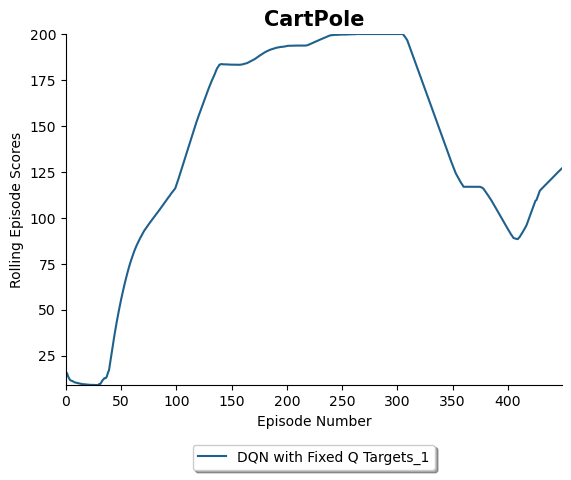 CartPole
200
175
150
125
100
75
50
25
Rolling Episode Scores
0 50 100 150 200 250 300 350 400
Episode Number
DQN with Fixed Q Targets_1